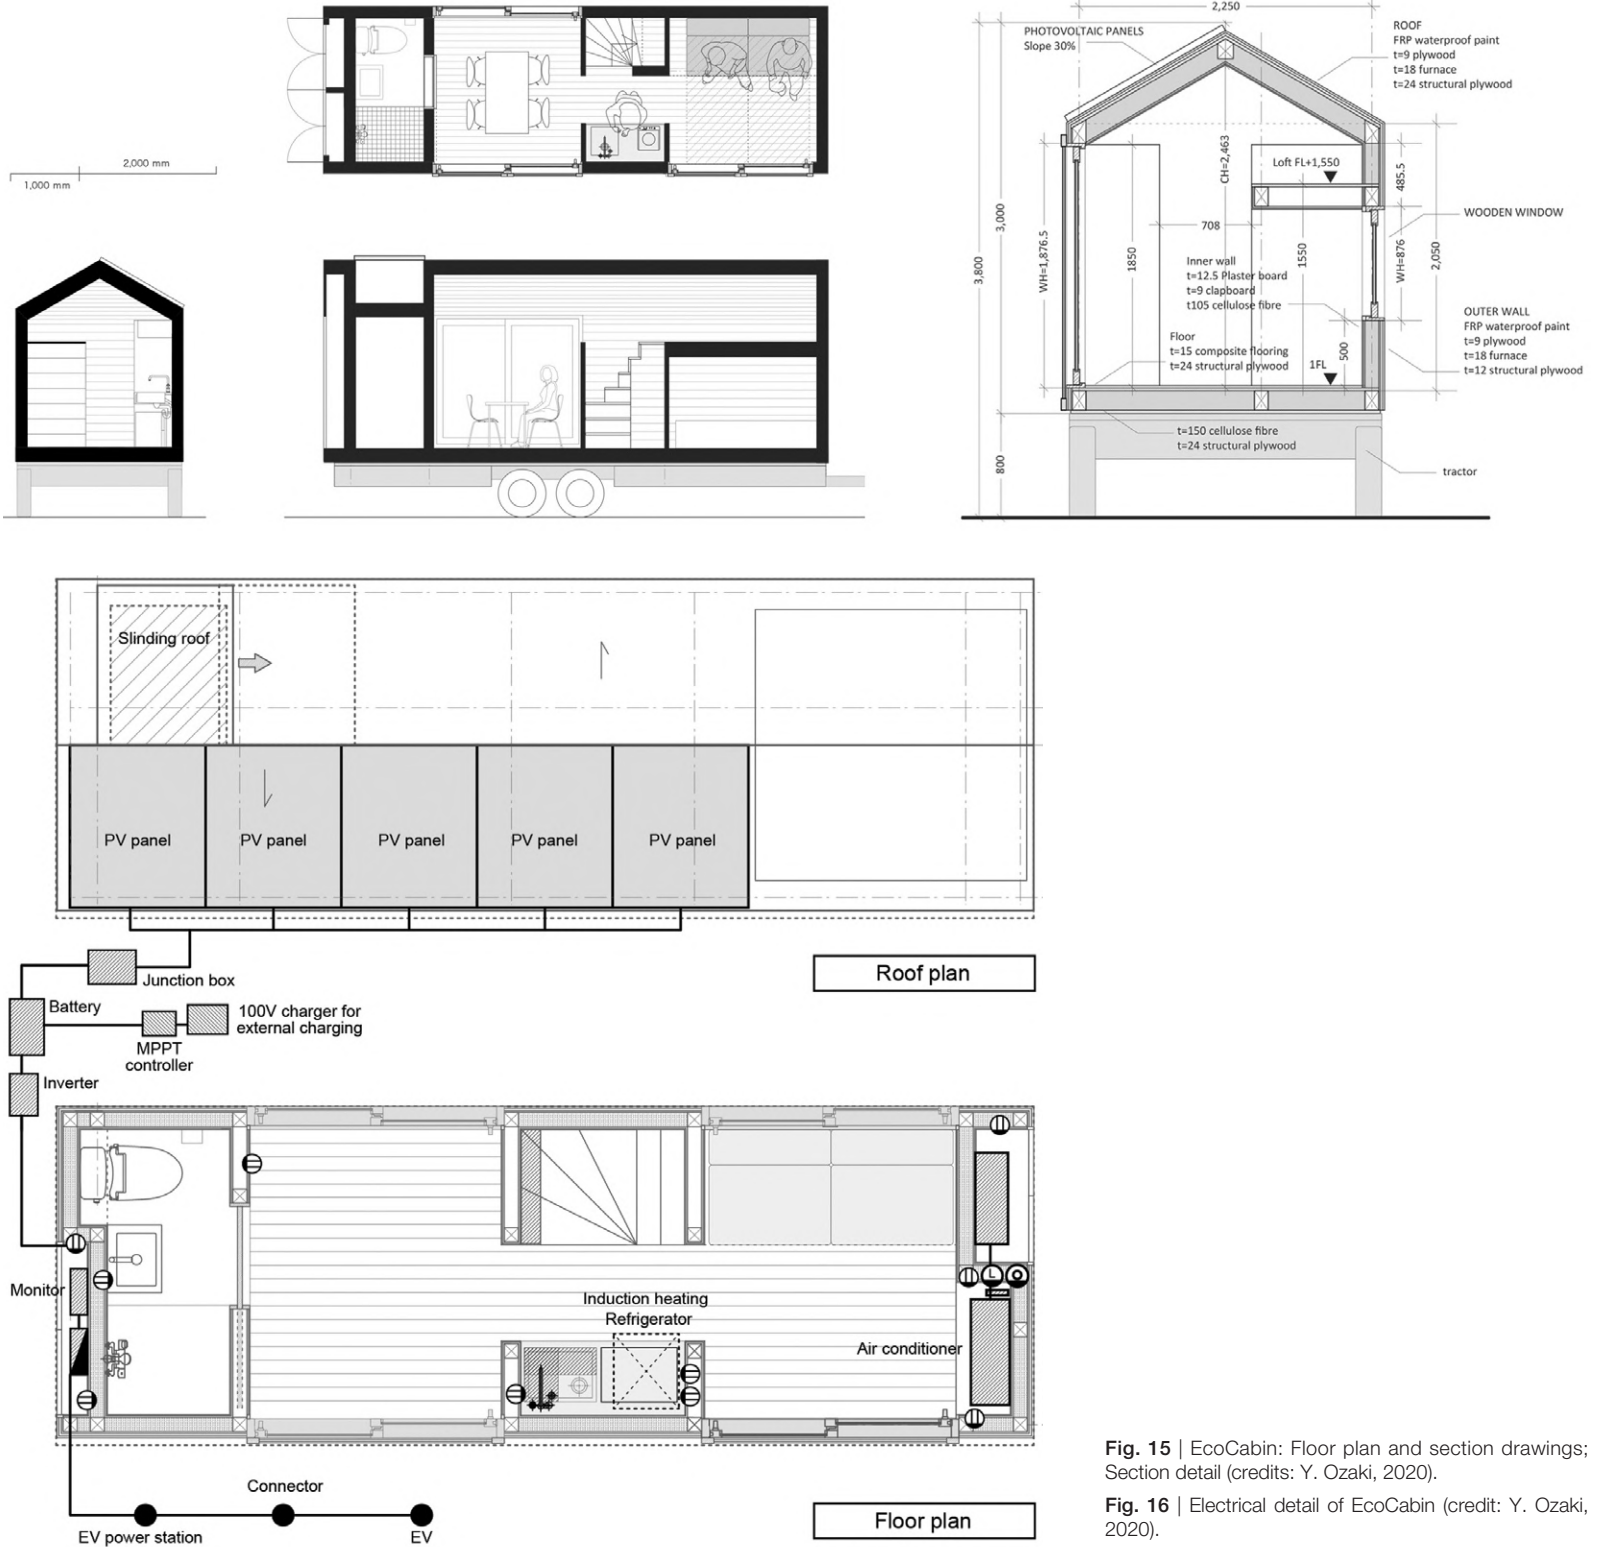 2,000 mm
1,000 mm
2,250
PHOTOVOLTAIC PANELS
Slope 30%
ROOF
FRP waterproof paint
t=9 plywood
t=18 furnace
t=24 structural plywood
CH=2,463
Loft FL+1,550
485.5
WOODEN WINDOW
3,000
3,800
WH=1,876.5
1850
708
1550
WH=876
2,050
Inner wall
t=12.5 Plaster board
t=9 clapboard
t105 cellulose fibre
Floor
t=15 composite flooring
t=24 structural plywood
500
1FL
OUTER WALL
FRP waterproof paint
t=9 plywood
t=18 furnace
t=12 structural plywood
t=150 cellulose fibre
t=24 structural plywood
800
tractor
Slinding roof
PV panel
PV panel
PV panel
PV panel
PV panel
Roof plan
Junction box
Battery
100V charger for
external charging
MPPT
controller
Inverter
Monitor
L
Induction heating
Refrigerator
Air conditioner
Connector
EV power station
EV
Floor plan
Fig. 15 | EcoCabin: Floor plan and section drawings;
Section detail (credits: Y. Ozaki, 2020).
Fig. 16 | Electrical detail of EcoCabin (credit: Y. Ozaki,
2020).